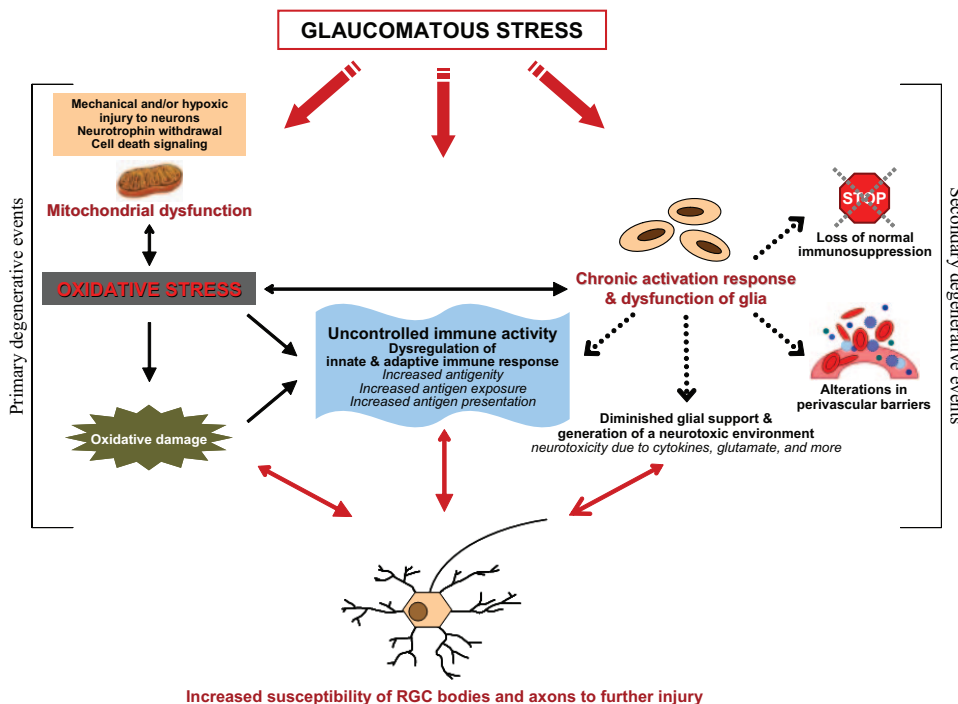 GLAUCOMATOUS STRESS
Primary degenerative events
Mechanical and/or hypoxic
injury to neurons
Neurotrophin withdrawal
Cell death signaling
Mitochondrial dysfunction
OXIDATIVE STRESS
Oxidative damage
Uncontrolled immune activity
Dysregulation of
innate & adaptive immune response
Increased antigenity
Increased antigen exposure
Increased antigen presentation
Chronic activation response
& dysfunction of glia
STOP
Loss of normal
immunosuppression
Alterations in
perivascular barriers
Diminished glial support &
generation of a neurotoxic environment
neurotoxicity due to cytokines, glutamate, and more
Secondary degenerative events
Increased susceptibility of RGC bodies and axons to further injury